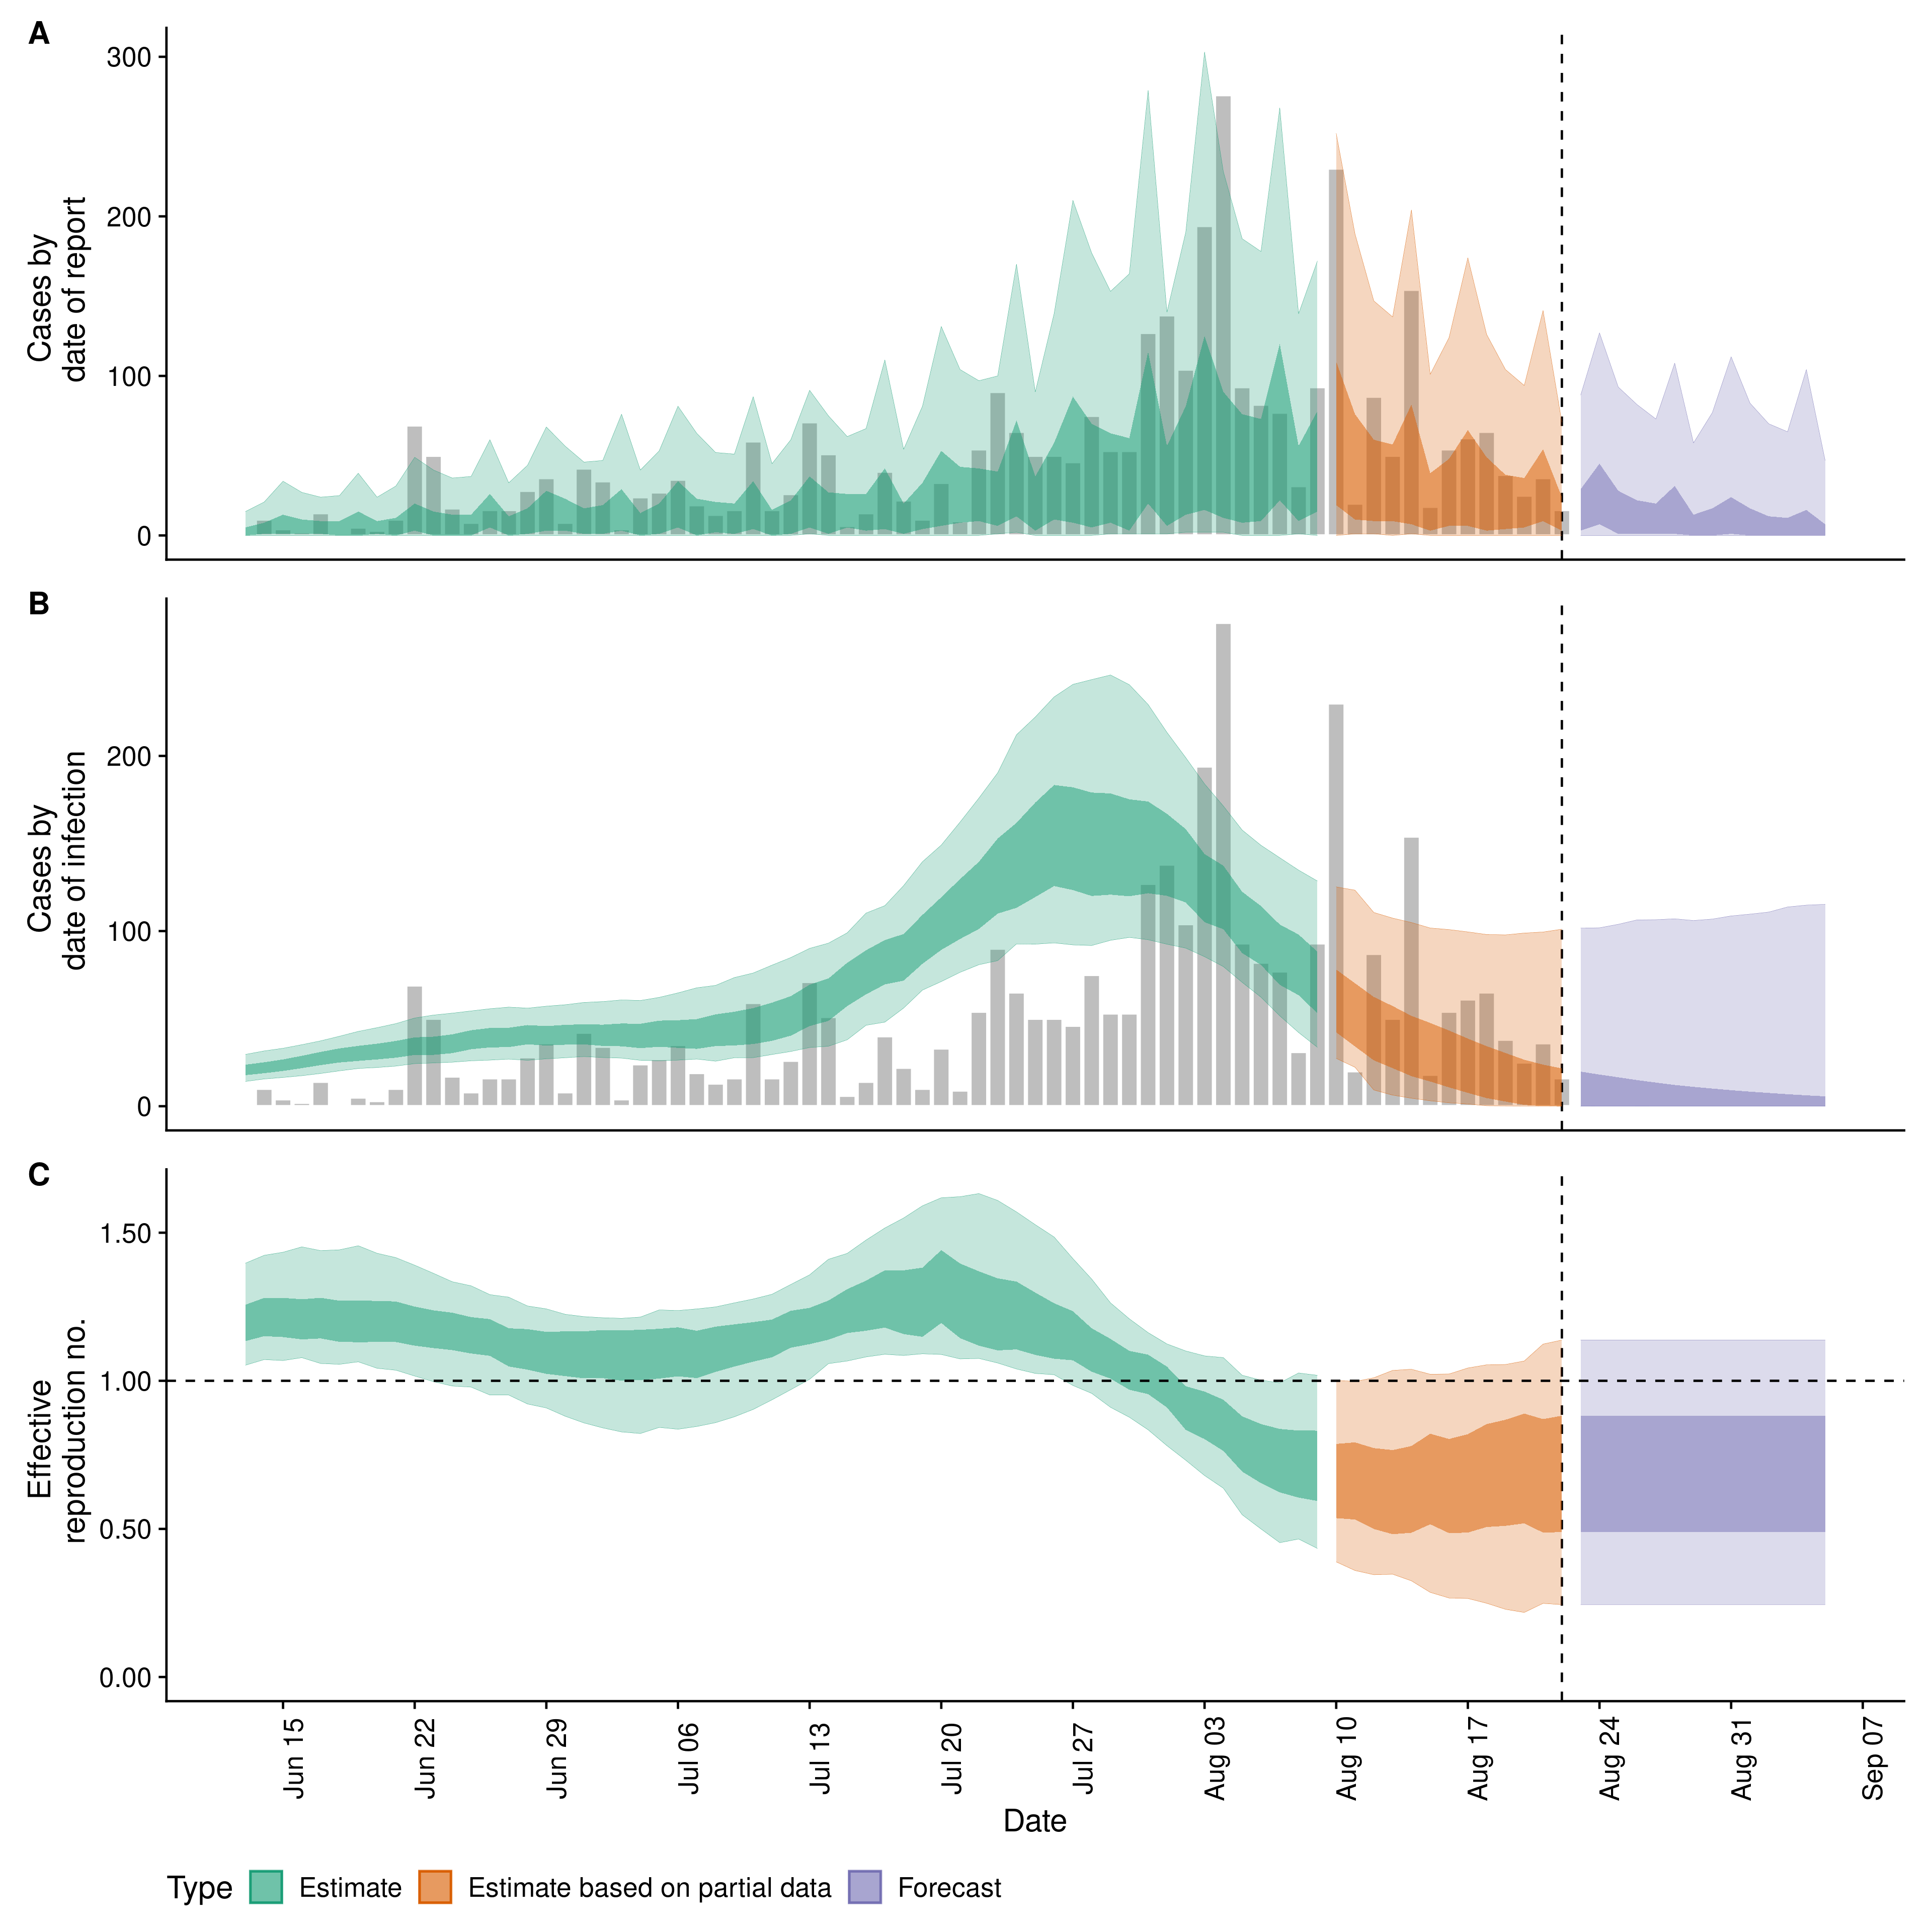 A
300
200
100
0
Cases by
date of report
B
200
100
0
Cases by
date of infection
C
1.50
1.00
0.50
0.00
Effective
reproduction no.
Jun 15
Jun 22
Jun 29
Jul 06
Jul 13
Jul 20
Jul 27
Aug 03
Aug 10
Aug 17
Aug 24
Aug 31
Sep 07
Date
Type
Estimate
Estimate based on partial data
Forecast